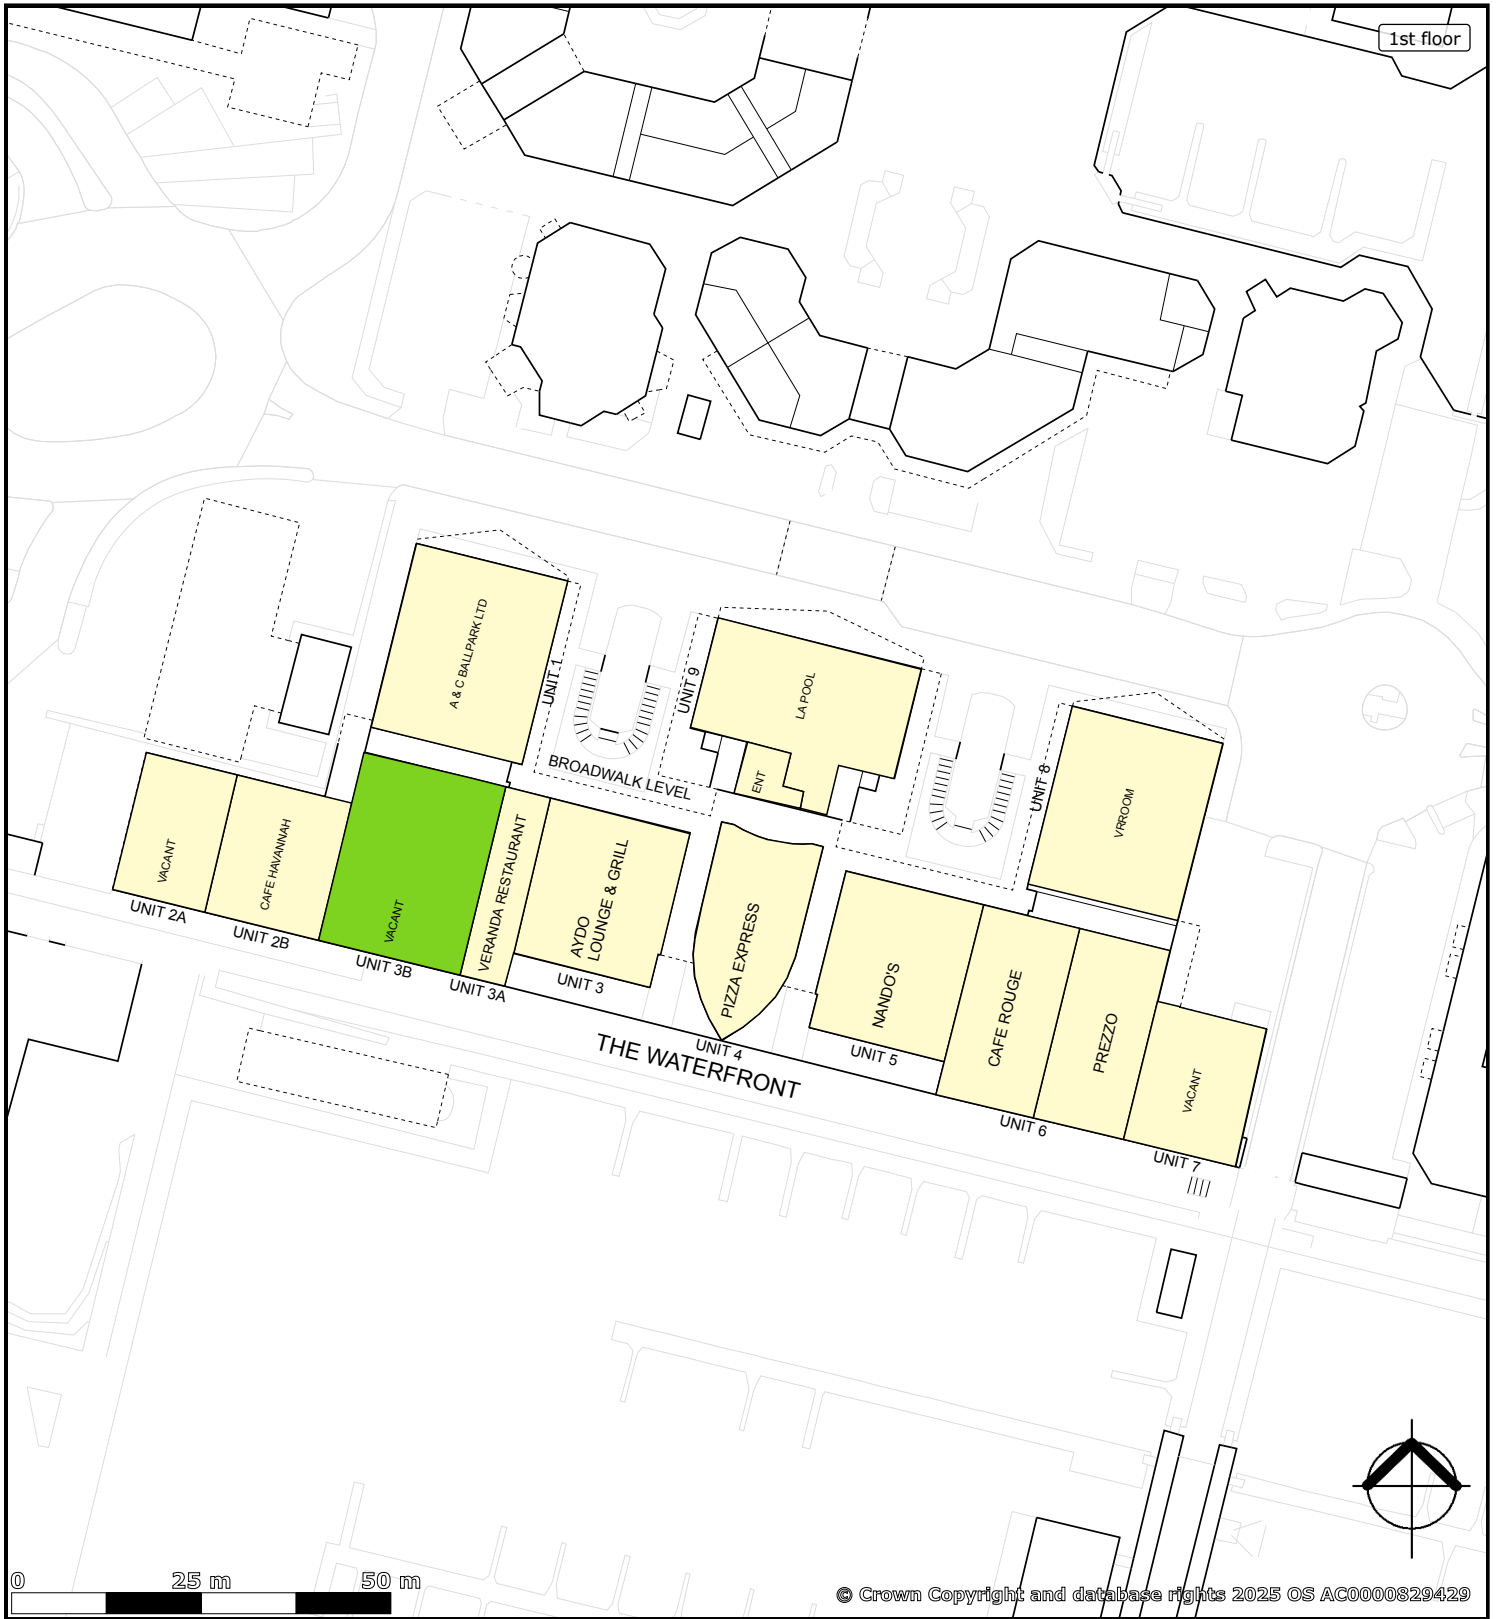 1st floor
A & C BALLPARK LTD
UNIT 1
UNIT 9
LA POOL
ENT
BROADWALK LEVEL
UNIT 8
VRROOM
VACANT
UNIT 2A
CAFE HAVANNAH
UNIT 2B
VACANT
UNIT 3B
VERANDA RESTAURANT
UNIT 3A
AYDO
LOUNGE & GRILL
UNIT 3
PIZZA EXPRESS
UNIT 4
NANDO'S
UNIT 5
CAFE ROUGE
UNIT 6
PREZZO
VACANT
UNIT 7
THE WATERFRONT
0 25 m 50 m
© Crown Copyright and database rights 2025 OS AC0000829429